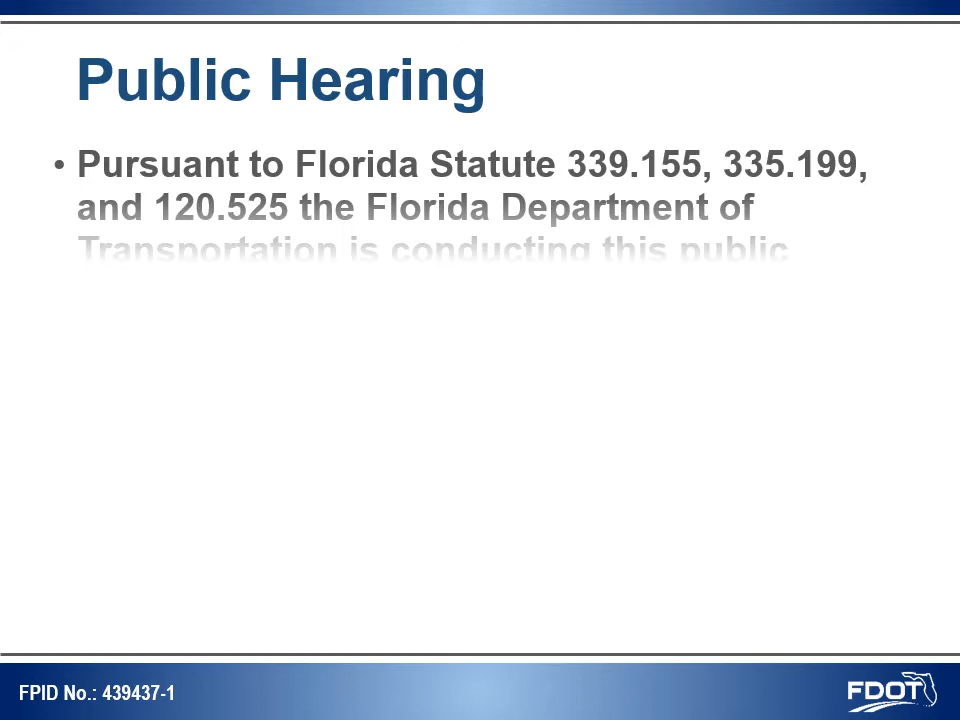 Public Hearing
• Pursuant to Florida Statute 339.155, 335.199,
and 120.525 the Florida Department of
Transportation is conducting this public
FPID No.: 439437-1
FDOT